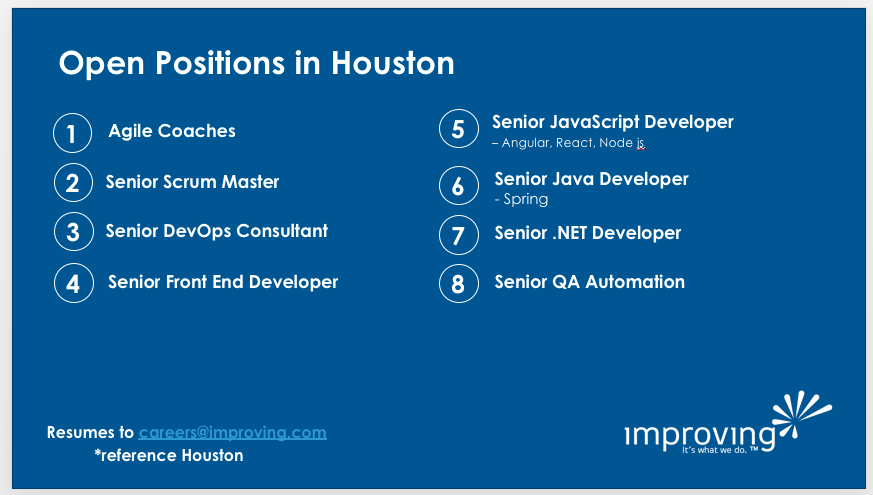 Open Positions in Houston
1 Agile Coaches
2 Senior Scrum Master
3 Senior DevOps Consultant
4 Senior Front End Developer
5 Senior JavaScript Developer
– Angular, React, Node js
6 Senior Java Developer
- Spring
7 Senior .NET Developer
8 Senior QA Automation
Resumes to careers@improving.com
*reference Houston
improving
It's what we do.™